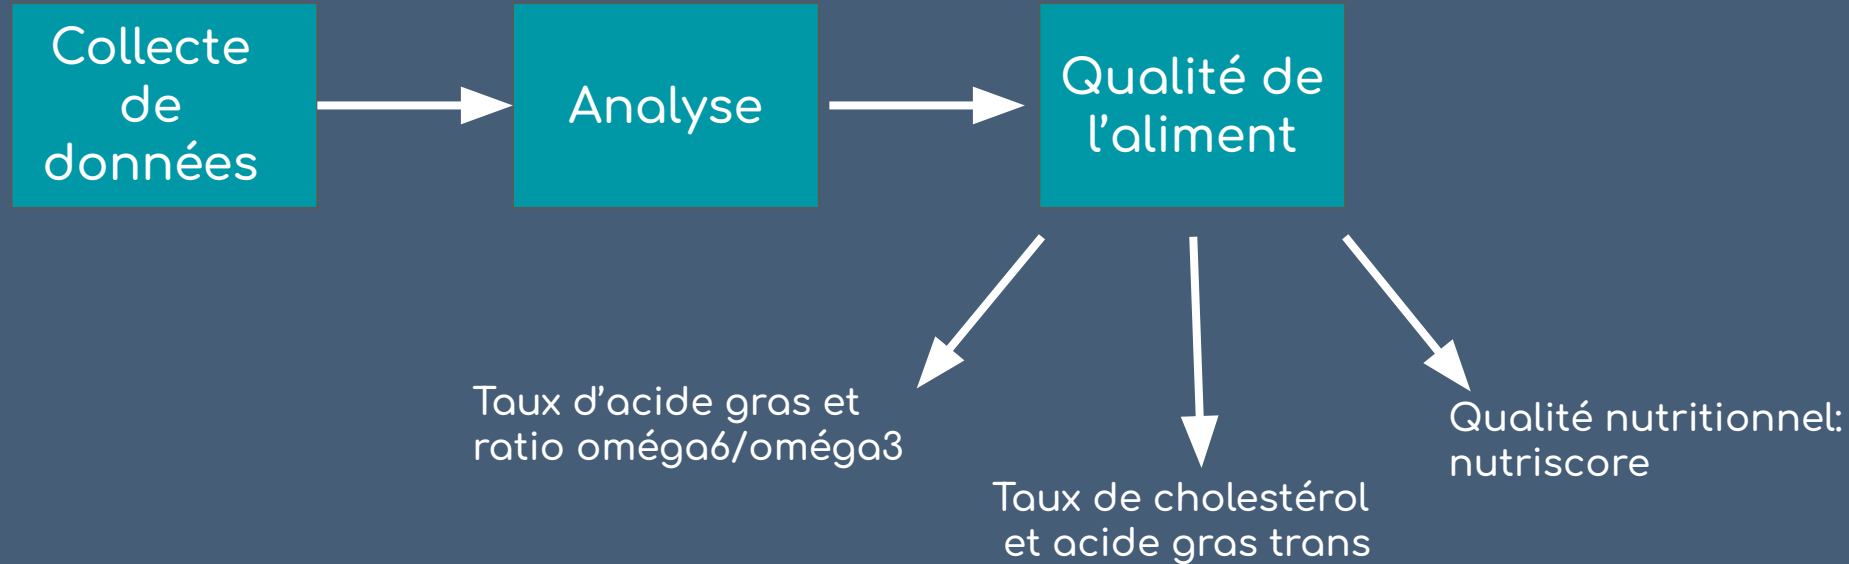 Collecte
de
données
Analyse
Qualité de
l'aliment
Taux d'acide gras et
ratio oméga6/oméga3
Taux de cholestérol
et acide gras trans
Qualité nutritionnel:
nutriscore